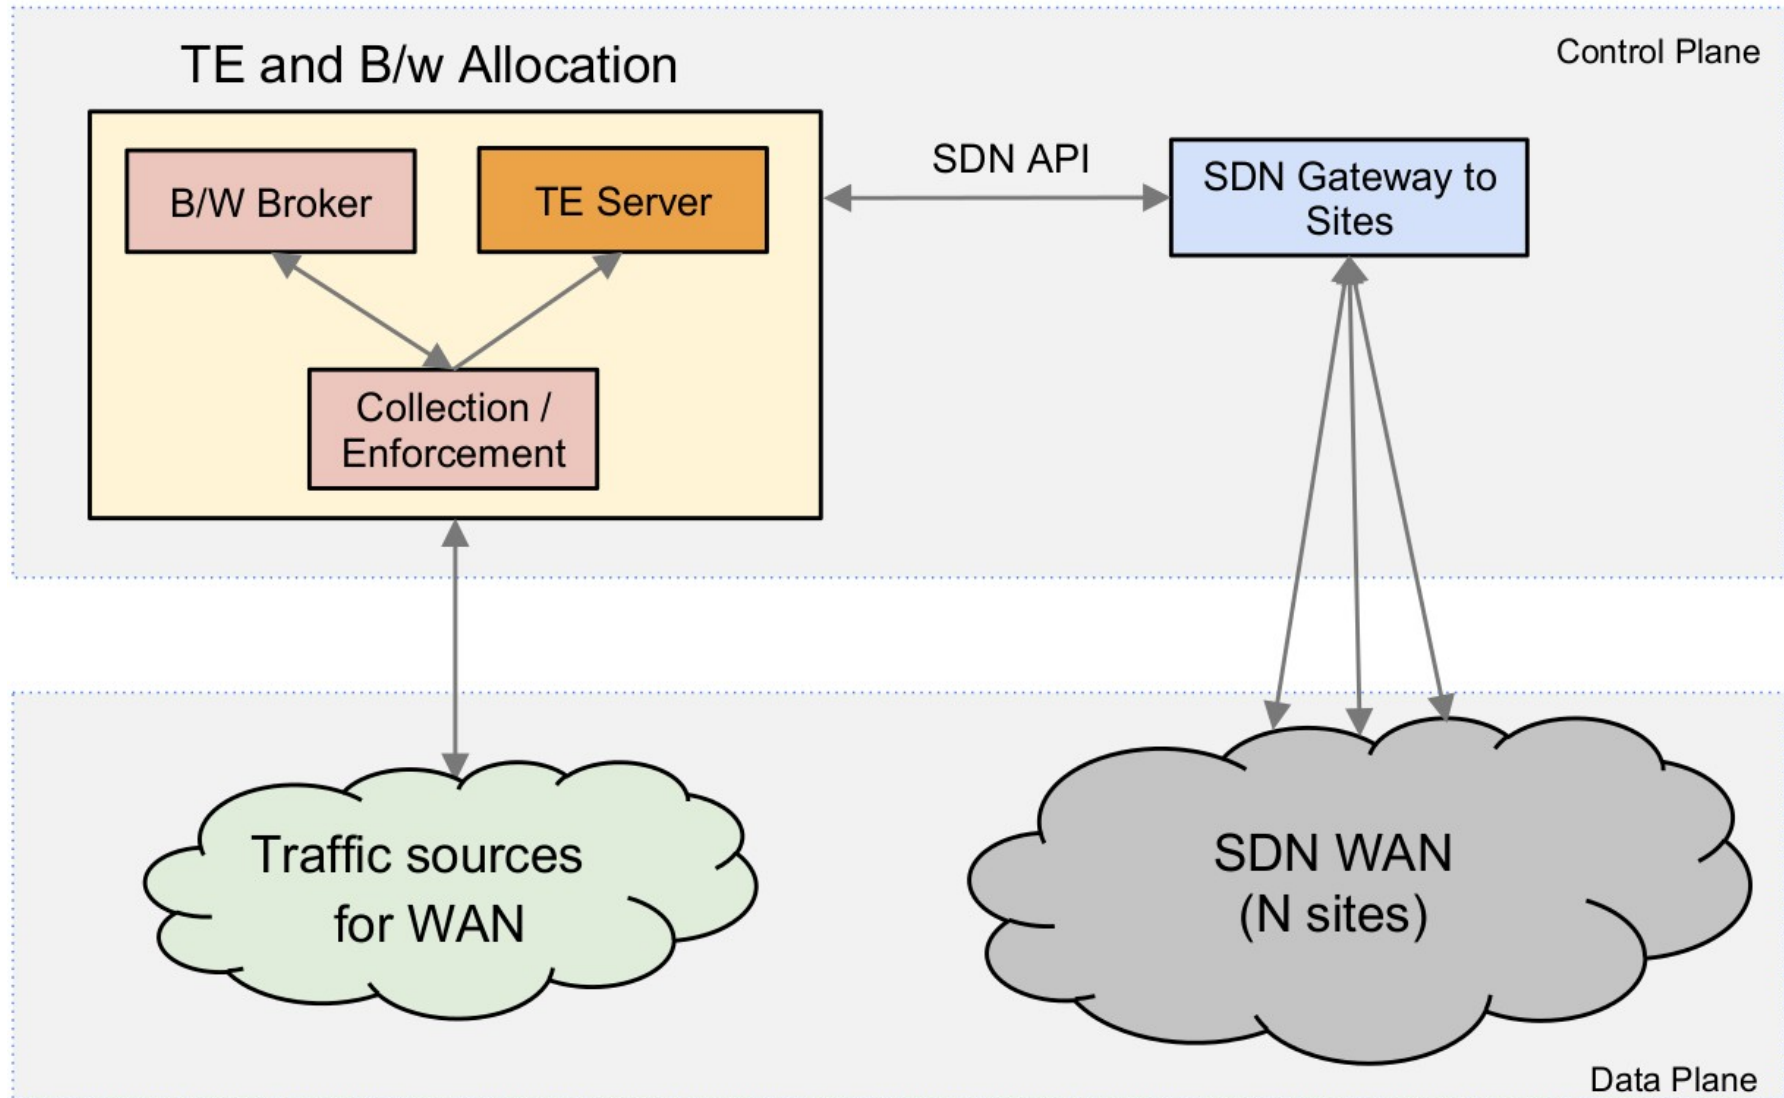 TE and B/w Allocation
Control Plane
B/W Broker
TE Server
SDN API
SDN Gateway to
Sites
Collection /
Enforcement
Traffic sources
for WAN
SDN WAN
(N sites)
Data Plane